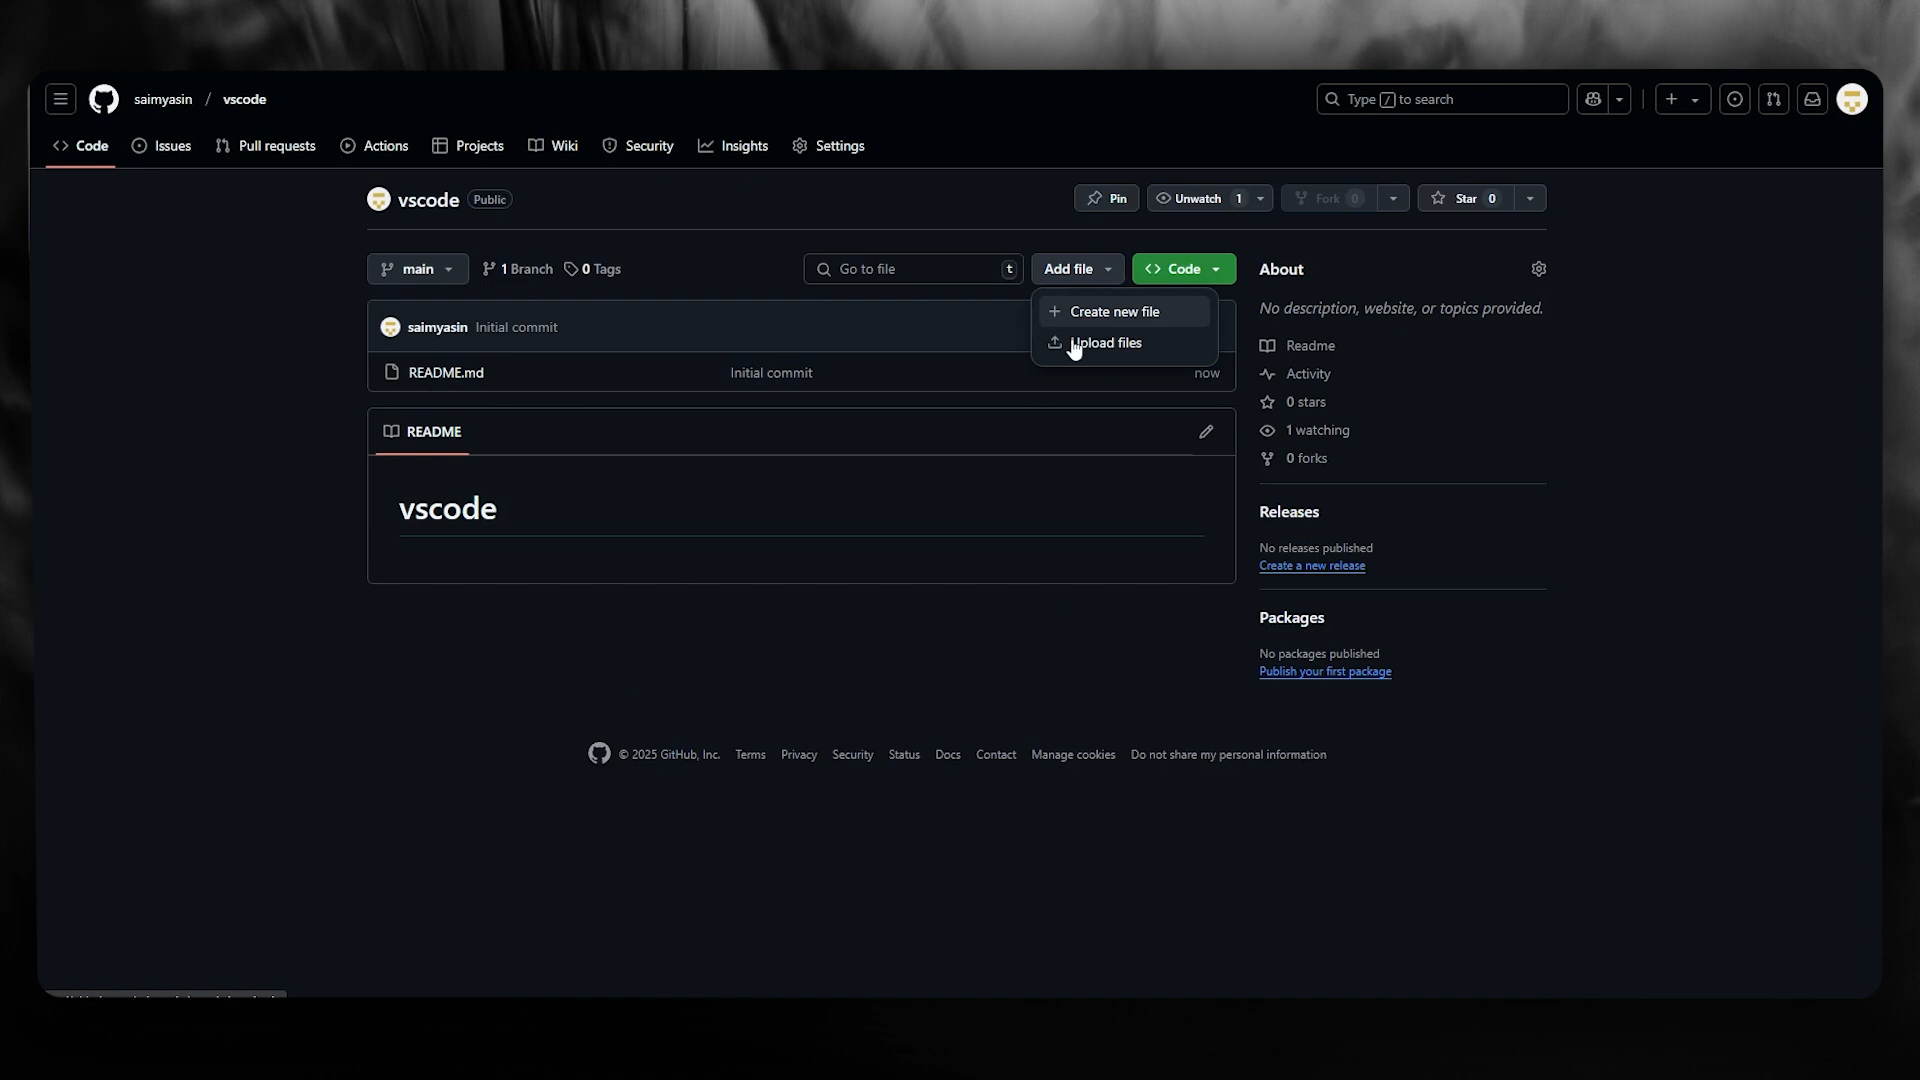 saimyasin / vscode
Type / to search
Code Issues Pull requests Actions Projects Wiki Security Insights Settings
vscode Public
Pin Unwatch 1 Fork 0 Star 0
main 1 Branch 0 Tags Go to file t Add file Code
Create new file
Upload files
saimyasin Initial commit
README.md Initial commit now
README
vscode
About
No description, website, or topics provided.
Readme
Activity
0 stars
1 watching
0 forks
Releases
No releases published
Create a new release
Packages
No packages published
Publish your first package
© 2025 GitHub, Inc. Terms Privacy Security Status Docs Contact Manage cookies Do not share my personal information